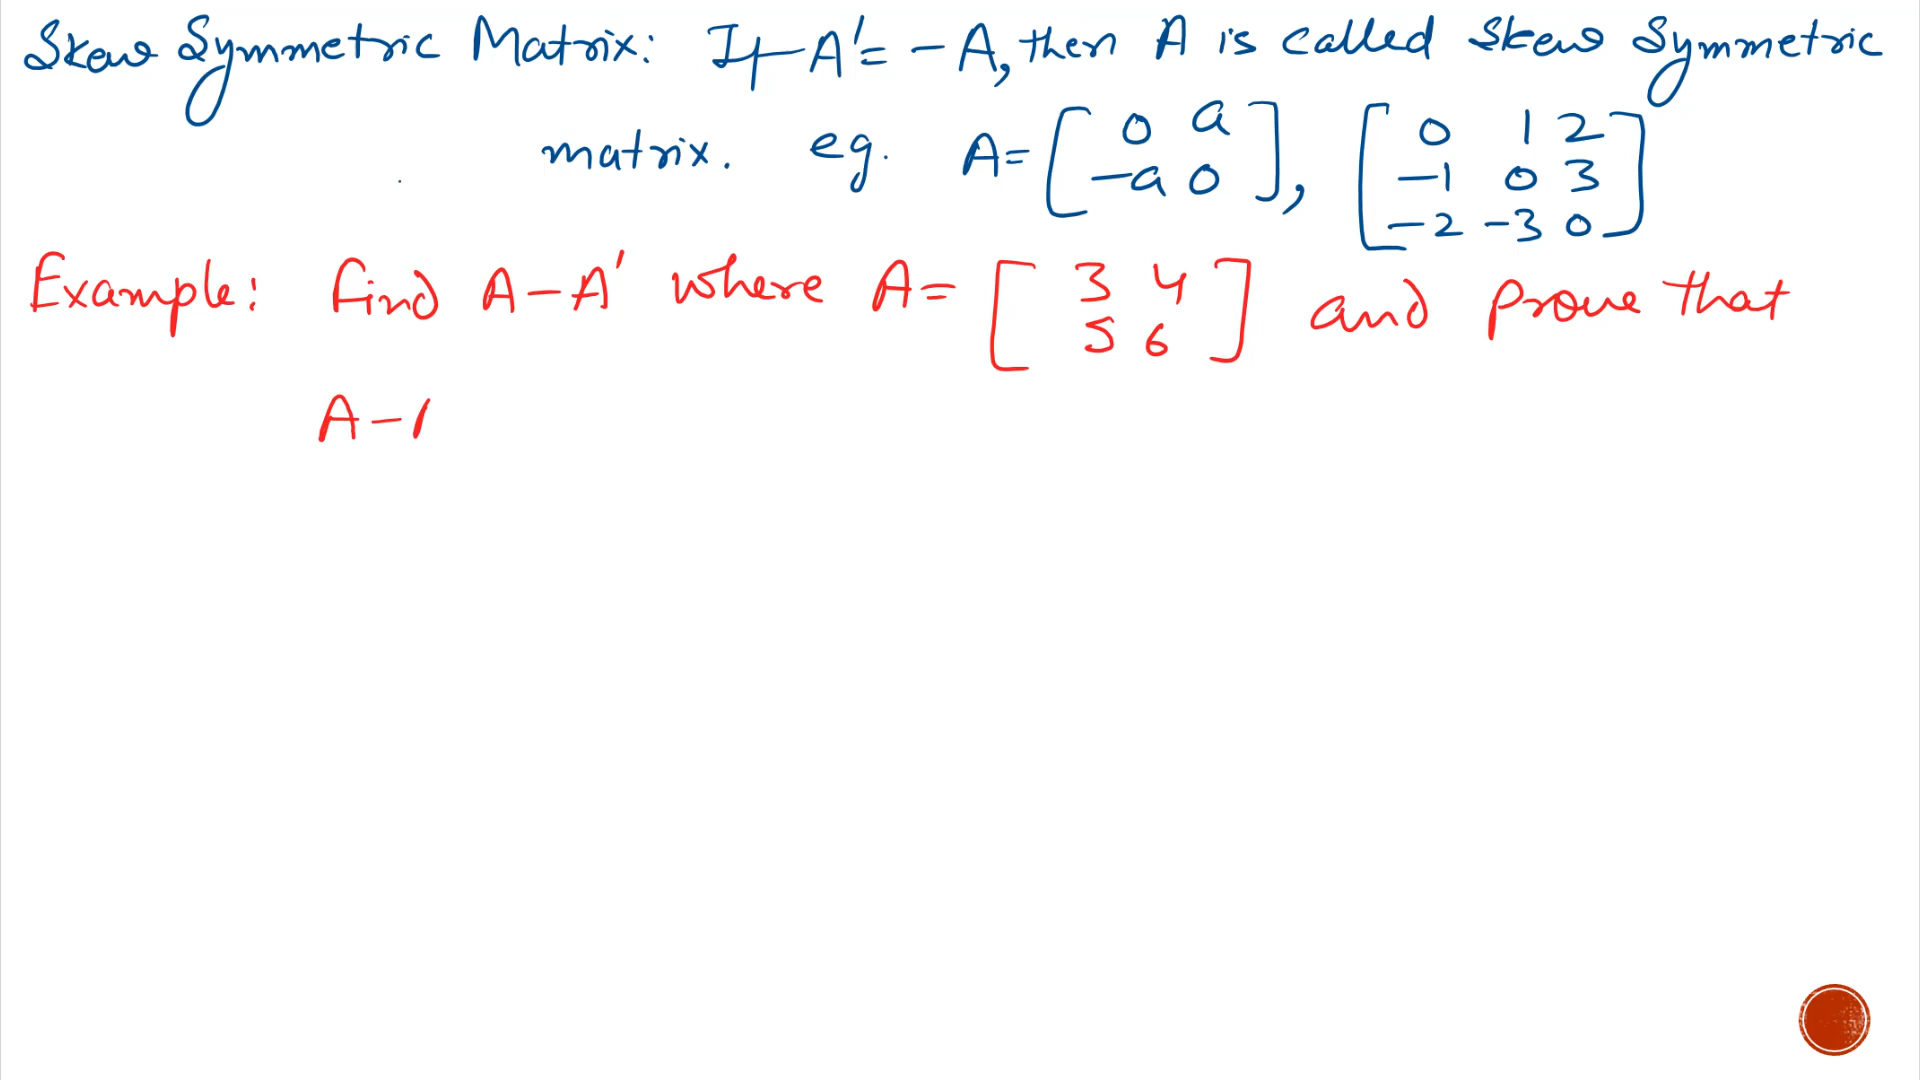 Skew Symmetric Matrix: If A' = -A, then A is called Skew Symmetric
matrix. eg. A = [ 0 a ; -a 0 ], [ 0 1 2 ; -1 0 3 ; -2 -3 0 ]
Example: Find A-A' where A = [ 3 4 ; 5 6 ] and prove that
A -